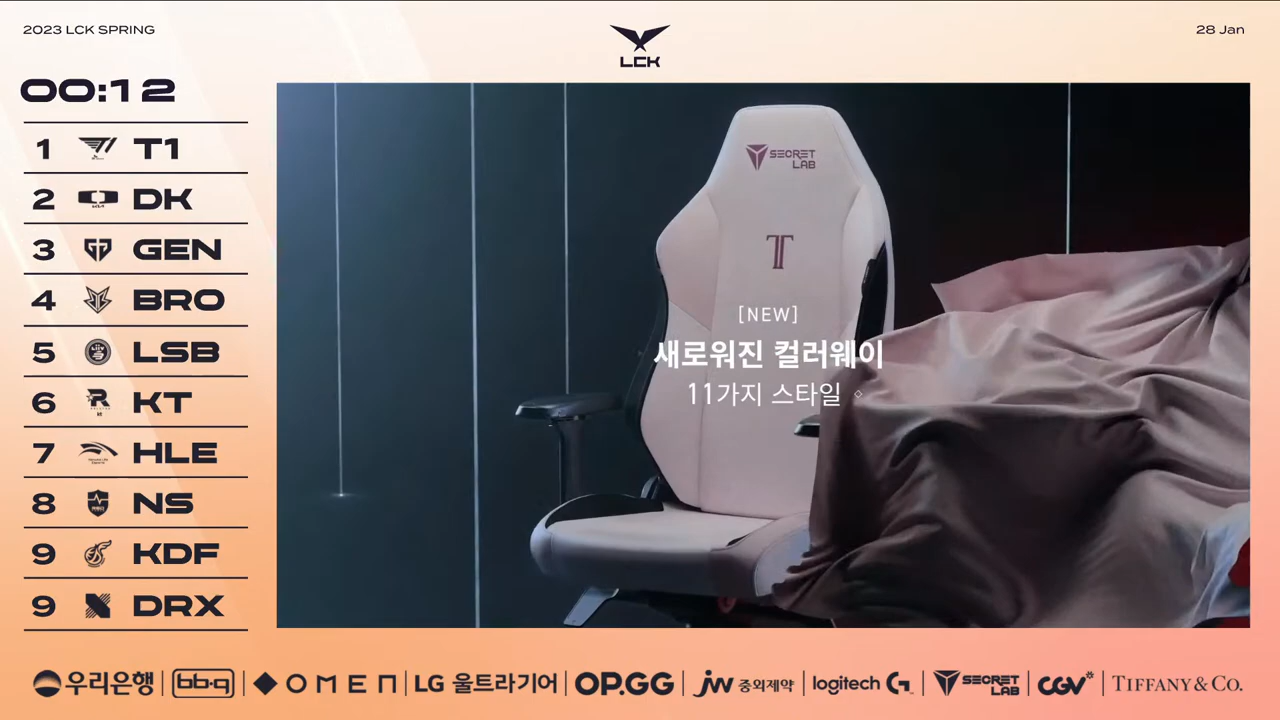 2023 LCK SPRING
LCK
28 Jan
00:12
1 T1
2 DK
3 GEN
4 BRO
5 LSB
6 KT
7 HLE
8 NS
9 KDF
9 DRX
SECRET
LAB
T
[NEW]
새로워진 컬러웨이
11가지 스타일
우리은행 bb.q OMEN LG 울트라기어 OP.GG jw 중외제약 logitech G SECRET LAB CGV* TIFFANY & CO.